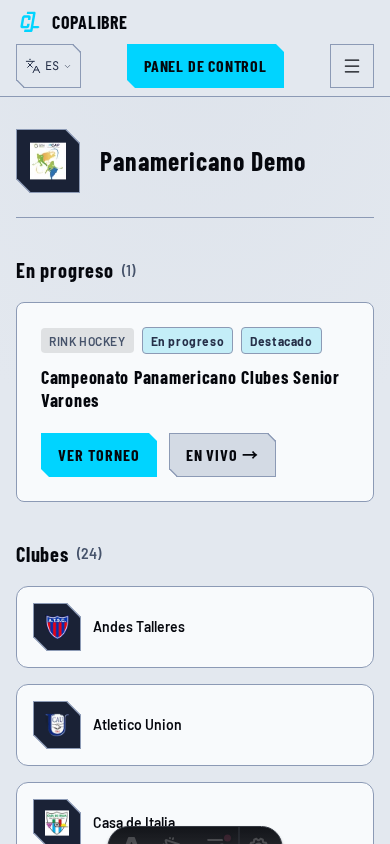 COPALIBRE
ES
PANEL DE CONTROL
Panamericano Demo
En progreso (1)
RINK HOCKEY
En progreso
Destacado
Campeonato Panamericano Clubes Senior
Varones
VER TORNEO
EN VIVO →
Clubes (24)
Andes Talleres
Atletico Union
Casa de Italia